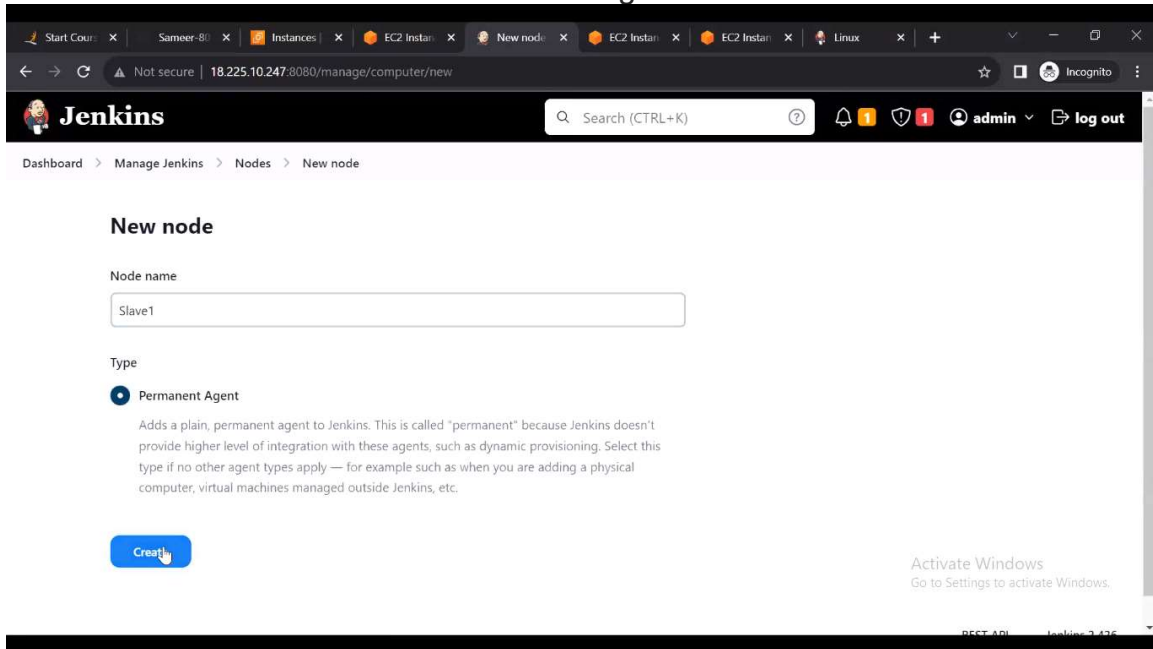 Start Cour
Sameer-80
Instances
EC2 Instan
New node
EC2 Instan
EC2 Instan
Linux
Not secure | 18.225.10.247:8080/manage/computer/new
Incognito
Jenkins
Search (CTRL+K)
1
1
admin
log out
Dashboard > Manage Jenkins > Nodes > New node
New node
Node name
Slave1
Type
Permanent Agent
Adds a plain, permanent agent to Jenkins. This is called "permanent" because Jenkins doesn't
provide higher level of integration with these agents, such as dynamic provisioning. Select this
type if no other agent types apply — for example such as when you are adding a physical
computer, virtual machines managed outside Jenkins, etc.
Create
Activate Windows
Go to Settings to activate Windows.
REST API
Jenkins 2.426